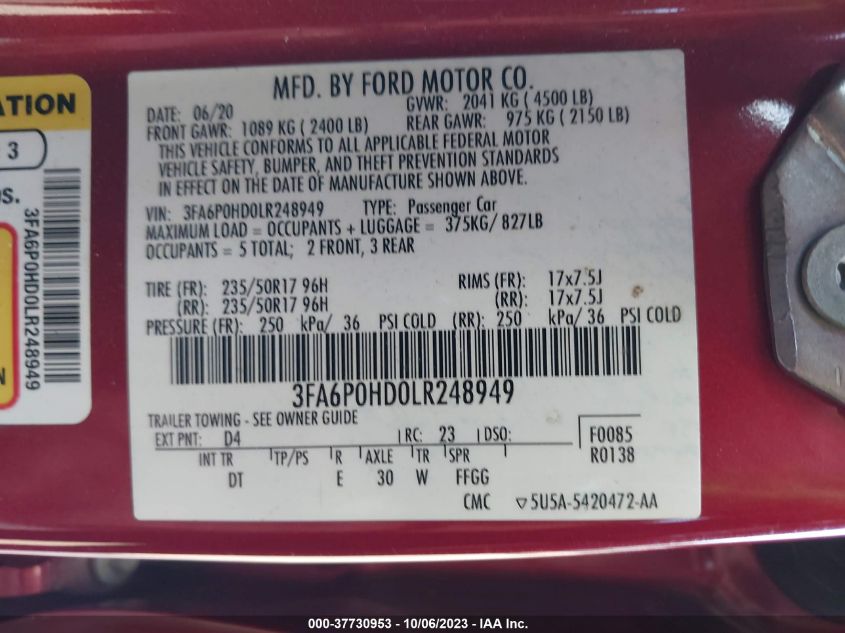 ATION
3
S.
3FA6P0HD0LR248949
N
MFD. BY FORD MOTOR CO.
DATE: 06/20 GVWR: 2041 KG ( 4500 LB)
FRONT GAWR: 1089 KG ( 2400 LB) REAR GAWR: 975 KG ( 2150 LB)
THIS VEHICLE CONFORMS TO ALL APPLICABLE FEDERAL MOTOR
VEHICLE SAFETY, BUMPER, AND THEFT PREVENTION STANDARDS
IN EFFECT ON THE DATE OF MANUFACTURE SHOWN ABOVE.
VIN: 3FA6P0HD0LR248949 TYPE: Passenger Car
MAXIMUM LOAD = OCCUPANTS + LUGGAGE = 375KG/ 827LB
OCCUPANTS = 5 TOTAL; 2 FRONT, 3 REAR
TIRE (FR): 235/50R17 96H RIMS (FR): 17x7.5J
(RR): 235/50R17 96H (RR): 17x7.5J
PRESSURE (FR): 250 kPa/ 36 PSI COLD (RR): 250 kPa/ 36 PSI COLD
3FA6P0HD0LR248949
TRAILER TOWING - SEE OWNER GUIDE
EXT PNT: D4 RC: 23 DSO: F0085
INT TR TP/PS R AXLE TR SPR R0138
DT E 30 W FFGG
CMC ▽5U5A-5420472-AA
000-37730953 - 10/06/2023 - IAA Inc.